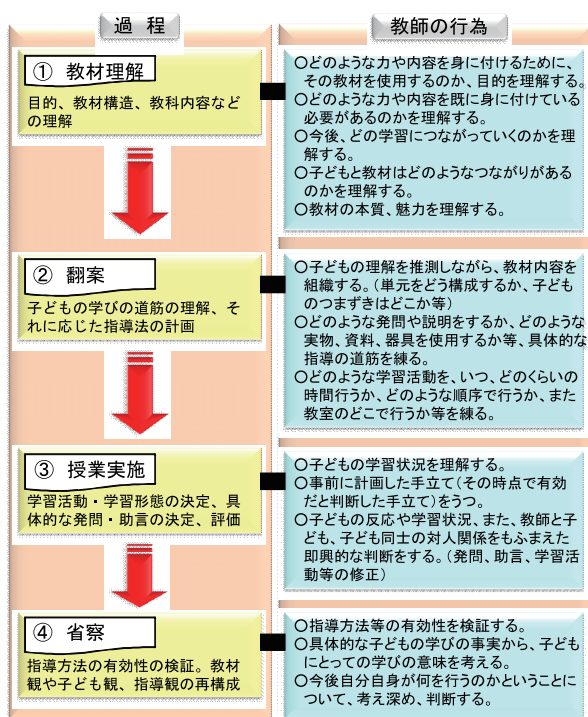 過 程
教師の行為
① 教材理解
目的、教材構造、教科内容など
の理解
○どのような力や内容を身に付けるために、
その教材を使用するのか、目的を理解する。
○どのような力や内容を既に身に付けている
必要があるのかを理解する。
○今後、どの学習につながっていくのかを理
解する。
○子どもと教材はどのようなつながりがある
のかを理解する。
○教材の本質、魅力を理解する。
② 翻案
子どもの学びの道筋の理解、そ
れに応じた指導法の計画
○子どもの理解を推測しながら、教材内容を
組織する。(単元をどう構成するか、子ども
のつまずきはどこか等)
○どのような発問や説明をするか、どのような
実物、資料、器具を使用するか等、具体的な
指導の道筋を練る。
○どのような学習活動を、いつ、どのくらいの
時間行うか、どのような順序で行うか、また
教室のどこで行うか等を練る。
③ 授業実施
学習活動・学習形態の決定、具
体的な発問・助言の決定、評価
○子どもの学習状況を理解する。
○事前に計画した手立て(その時点で有効
だと判断した手立て)をうつ。
○子どもの反応や学習状況、また、教師と子
ども、子ども同士の対人関係をもふまえた
即興的な判断をする。(発問、助言、学習活
動等の修正)
④ 省察
指導方法の有効性の検証。教材
観や子ども観、指導観の再構成
○指導方法等の有効性を検証する。
○具体的な子どもの学びの事実から、子ども
にとっての学びの意味を考える。
○今後自分自身が何を行うのかということに
ついて、考え深め、判断する。